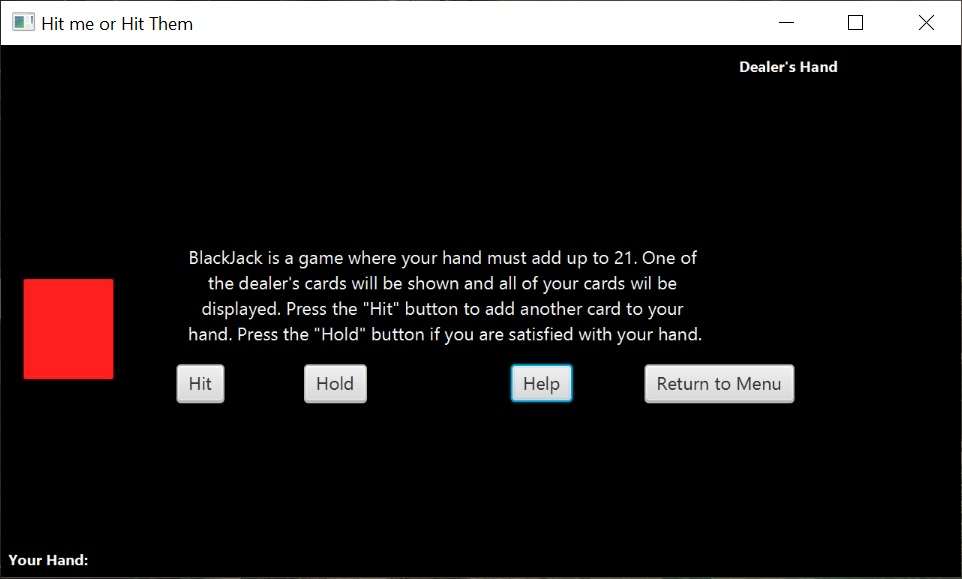 Hit me or Hit Them
Dealer's Hand
BlackJack is a game where your hand must add up to 21. One of
the dealer's cards will be shown and all of your cards wil be
displayed. Press the "Hit" button to add another card to your
hand. Press the "Hold" button if you are satisfied with your hand.
Hit
Hold
Help
Return to Menu
Your Hand: